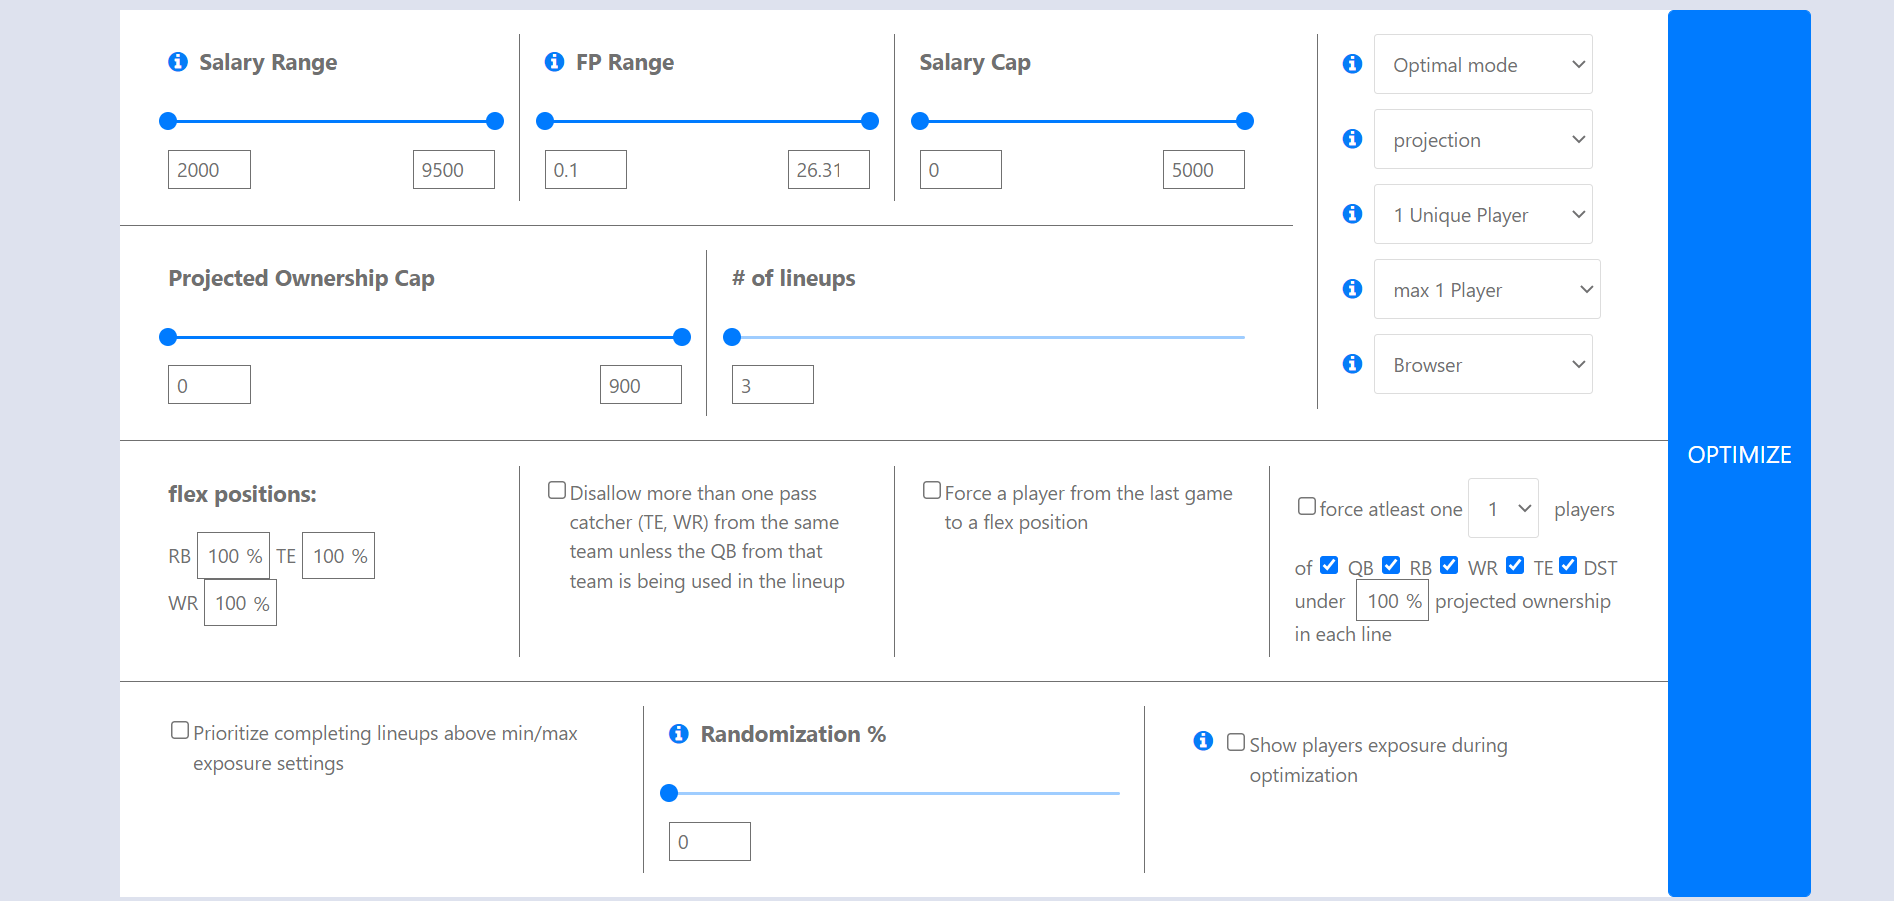 Salary Range
2000
9500
FP Range
0.1
26.31
Salary Cap
0
5000
Optimal mode
projection
1 Unique Player
max 1 Player
Browser
Projected Ownership Cap
0
900
# of lineups
3
OPTIMIZE
flex positions:
RB 100 % TE 100 %
WR 100 %
Disallow more than one pass
catcher (TE, WR) from the same
team unless the QB from that
team is being used in the lineup
Force a player from the last game
to a flex position
force atleast one 1 players
of QB RB WR TE DST
under 100 % projected ownership
in each line
Prioritize completing lineups above min/max
exposure settings
Randomization %
0
Show players exposure during
optimization